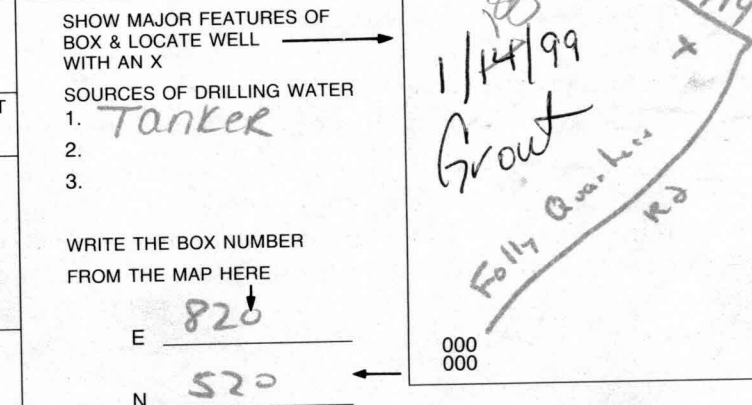 SHOW MAJOR FEATURES OF
BOX & LOCATE WELL
WITH AN X
SOURCES OF DRILLING WATER
1. Tanker
2.
3.
WRITE THE BOX NUMBER
FROM THE MAP HERE
E 820
N 520
1/14/99
Grout
X
Folly Quarters
Rd
000
000